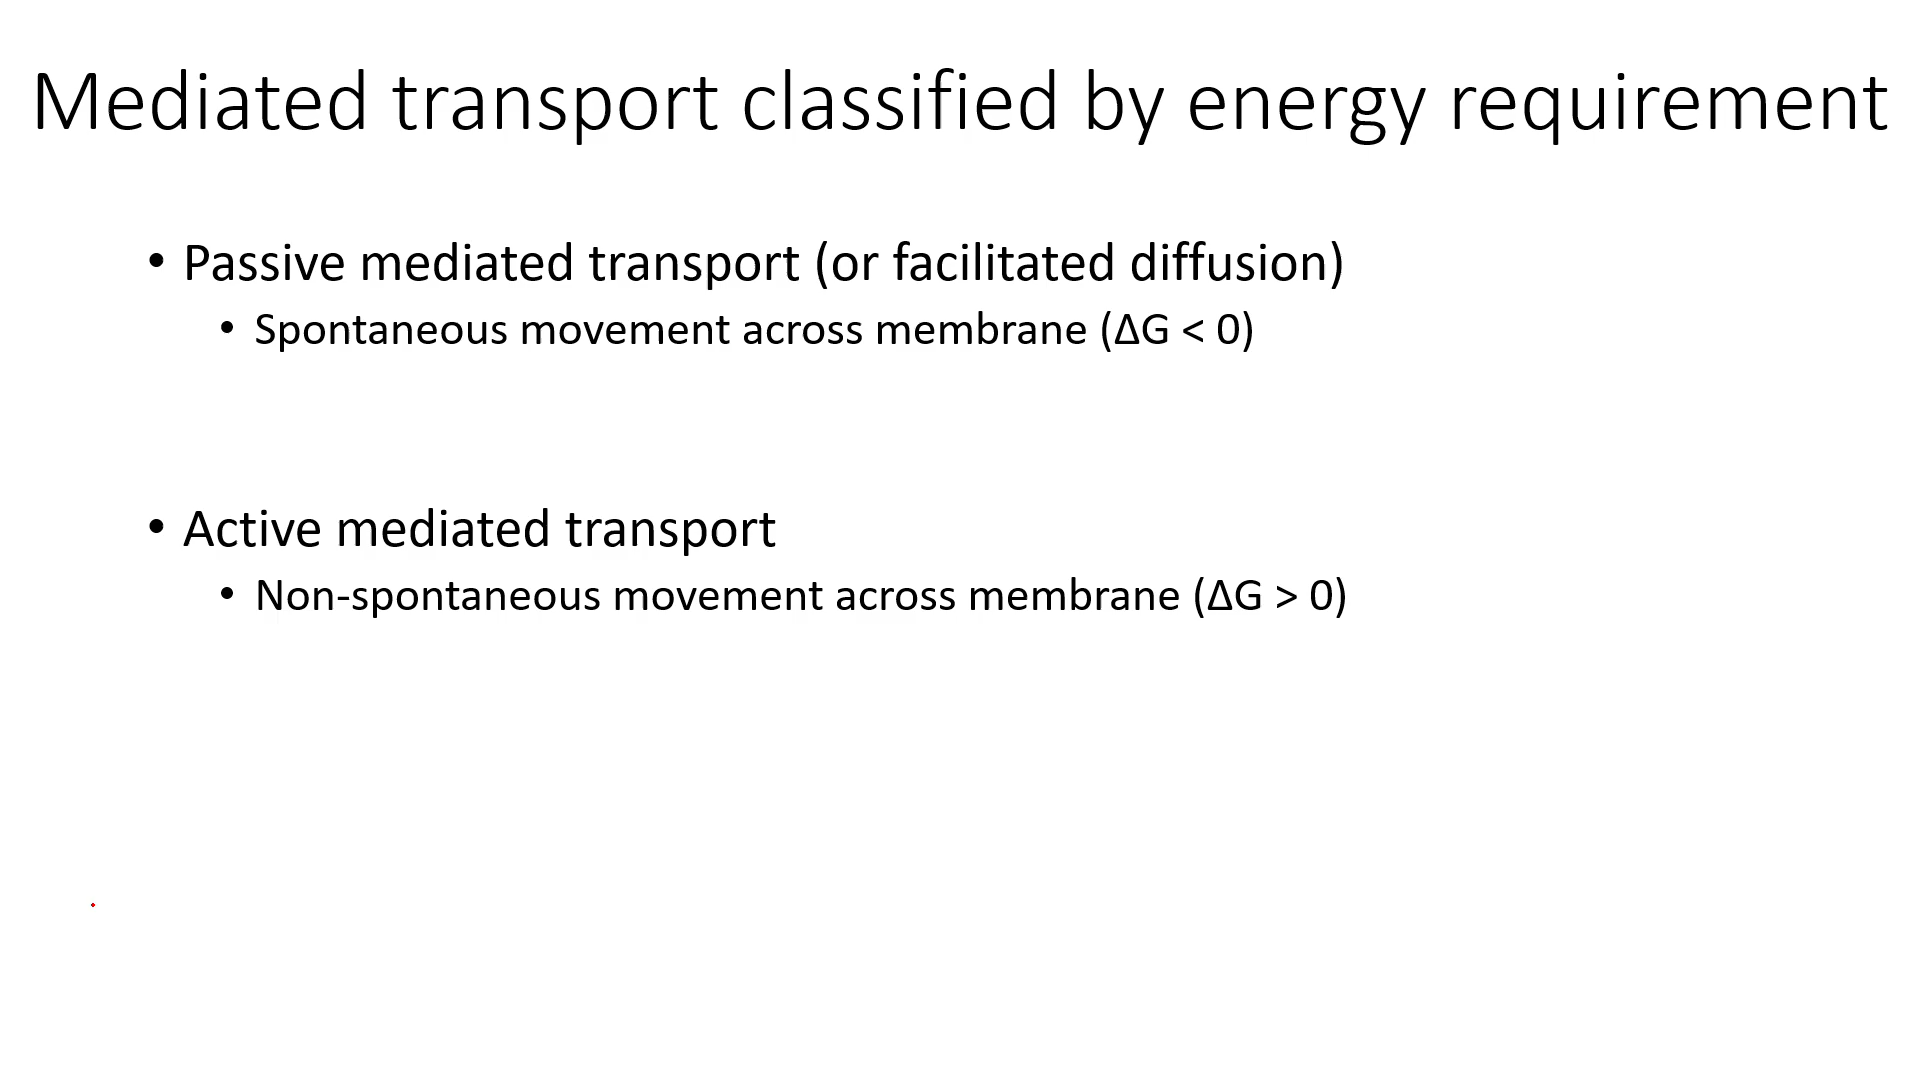 Mediated transport classified by energy requirement
• Passive mediated transport (or facilitated diffusion)
• Spontaneous movement across membrane (ΔG < 0)
• Active mediated transport
• Non-spontaneous movement across membrane (ΔG > 0)